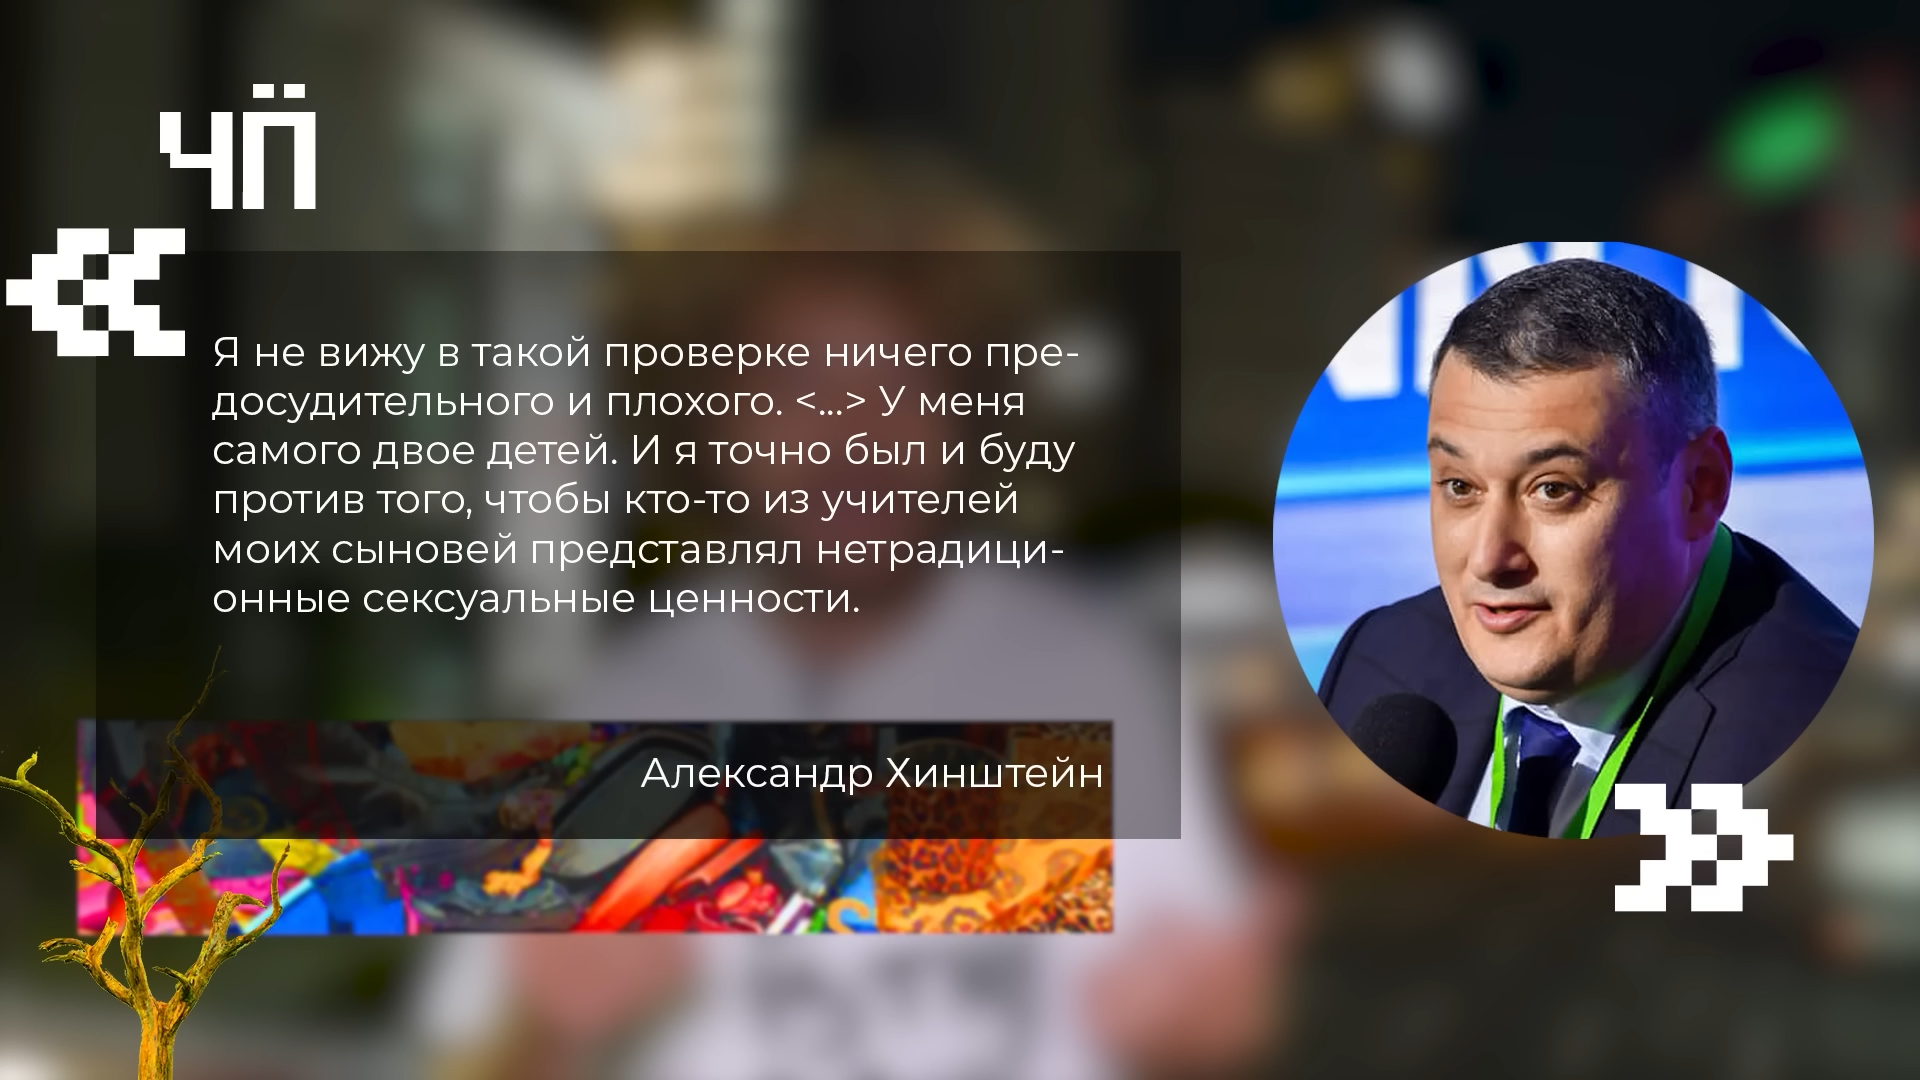 ЧП̈
Я не вижу в такой проверке ничего пре-
досудительного и плохого. <...> У меня
самого двое детей. И я точно был и буду
против того, чтобы кто-то из учителей
моих сыновей представлял нетрадици-
онные сексуальные ценности.
Александр Хинштейн